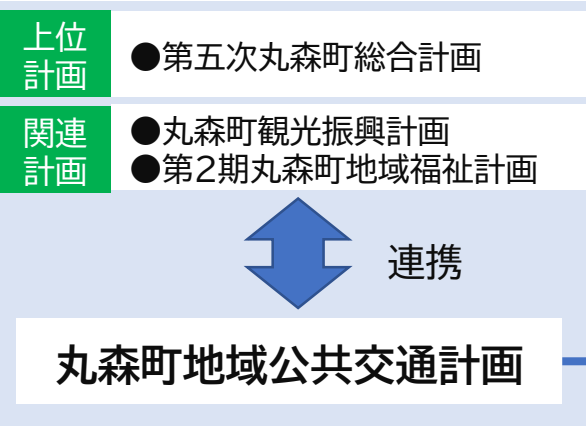 上位
計画
●第五次丸森町総合計画
関連
計画
●丸森町観光振興計画
●第2期丸森町地域福祉計画
連携
丸森町地域公共交通計画